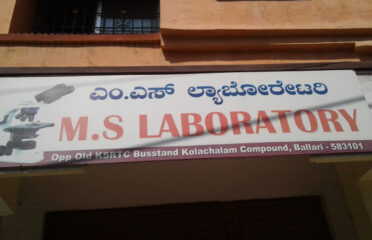 ಎಂ.ಎಸ್ ಲ್ಯಾಬೋರೇಟರಿ
M.S LABORATORY
Opp Old KSRTC Busstand Kolachalam Compound, Ballari - 583101